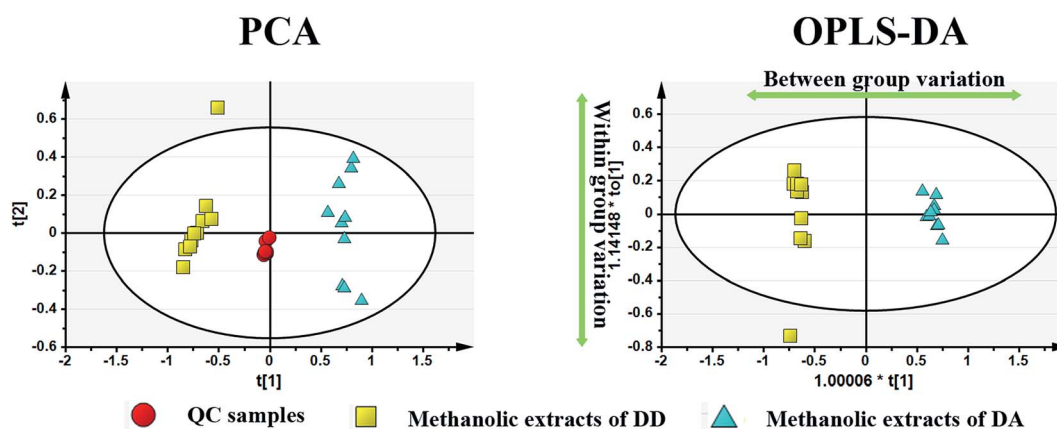 PCA
OPLS-DA
0.6
0.4
0.2
0
-0.2
-0.4
-0.6
t[2]
-2
-1.5
-1
-0.5
0
0.5
1
1.5
t[1]
Between group variation
Within group variation
1.14148 * to[1]
0.6
0.4
0.2
0
-0.2
-0.4
-0.6
-0.8
-2
-1.5
-1
-0.5
0
0.5
1
1.5
1.00006 * t[1]
QC samples
Methanolic extracts of DD
Methanolic extracts of DA